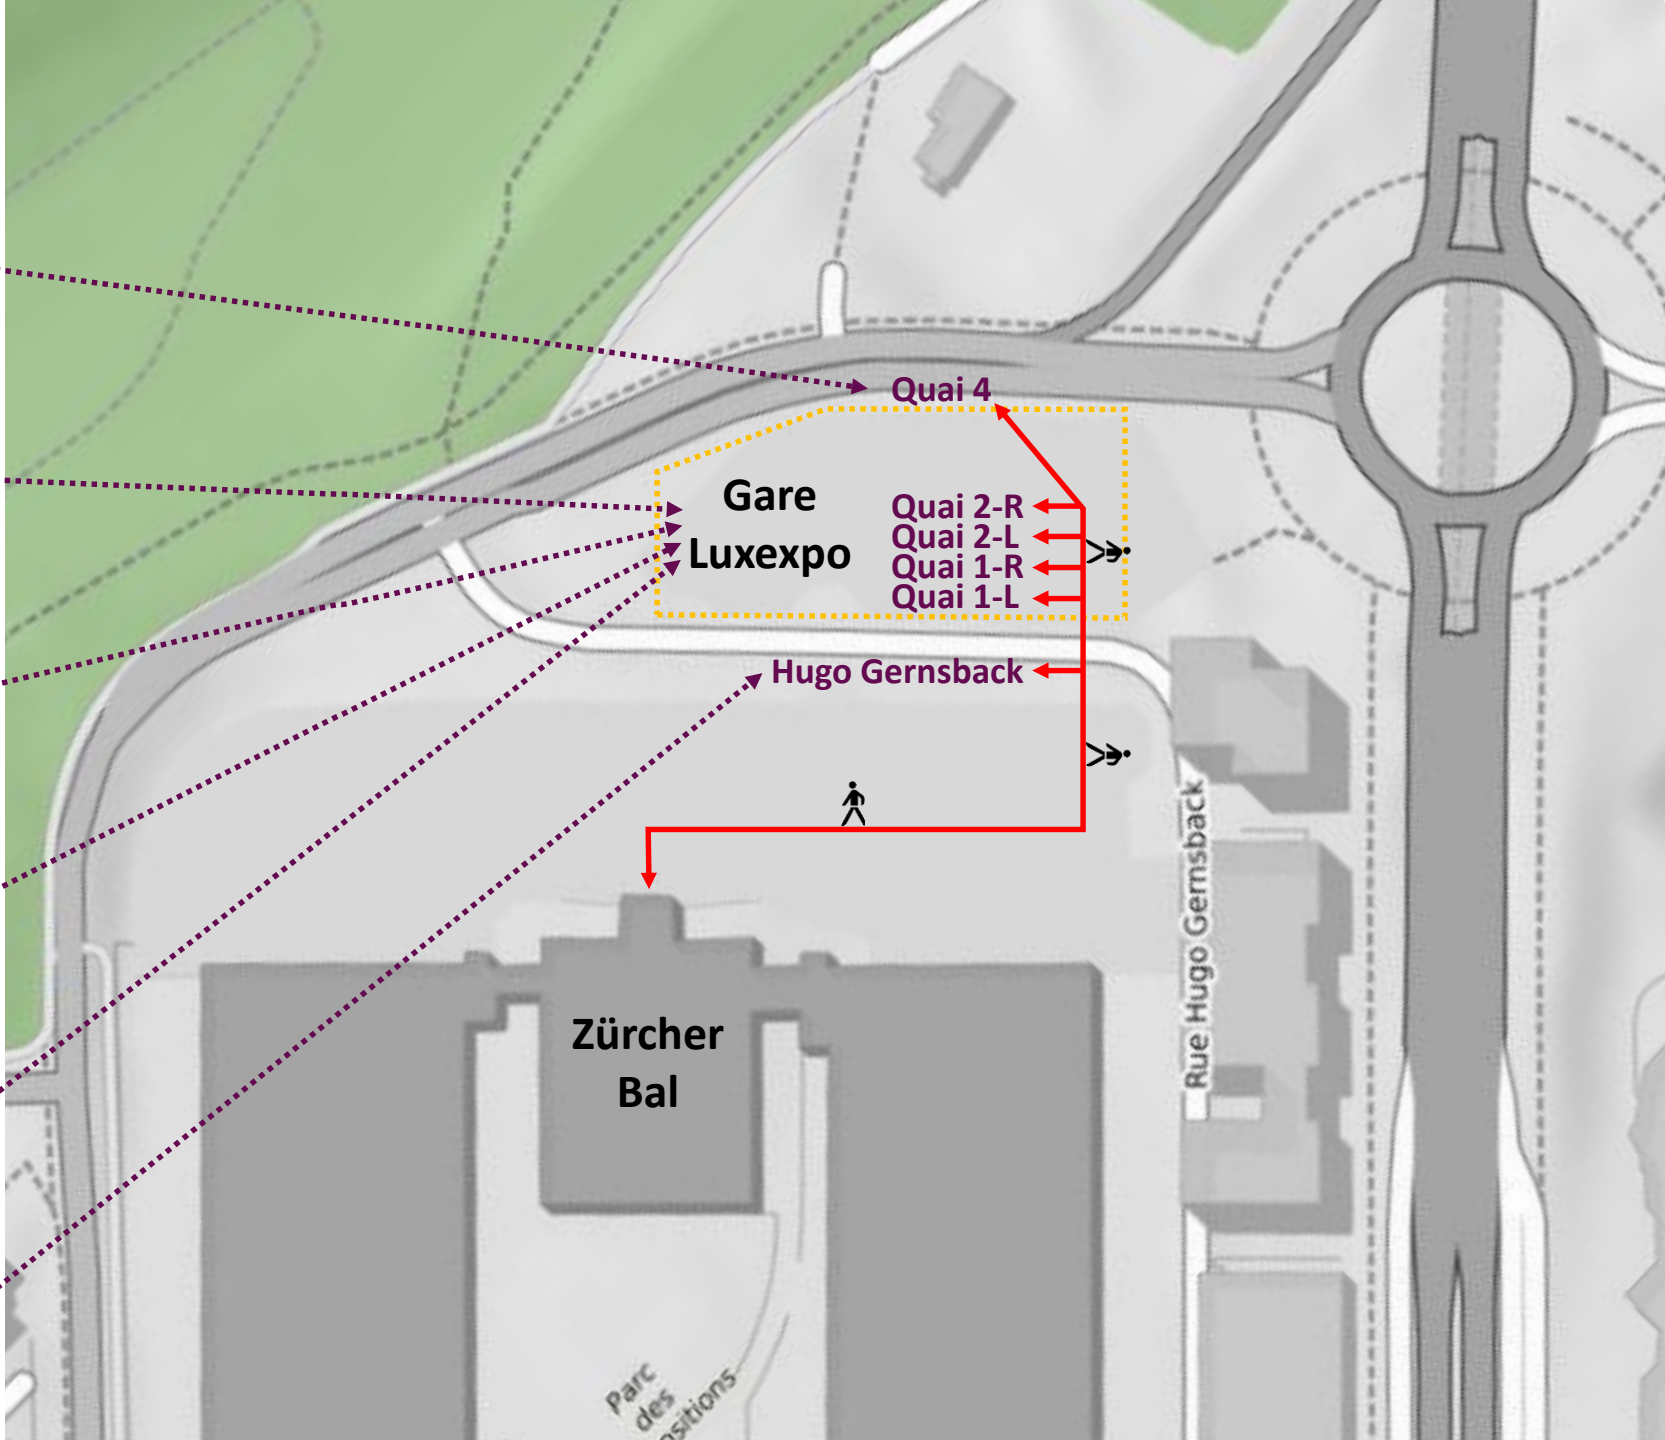 Quai 4
Gare
Luxexpo
Quai 2-R
Quai 2-L
Quai 1-R
Quai 1-L
Hugo Gernsback
Rue Hugo Gernsback
Zürcher
Bal
Parc
des